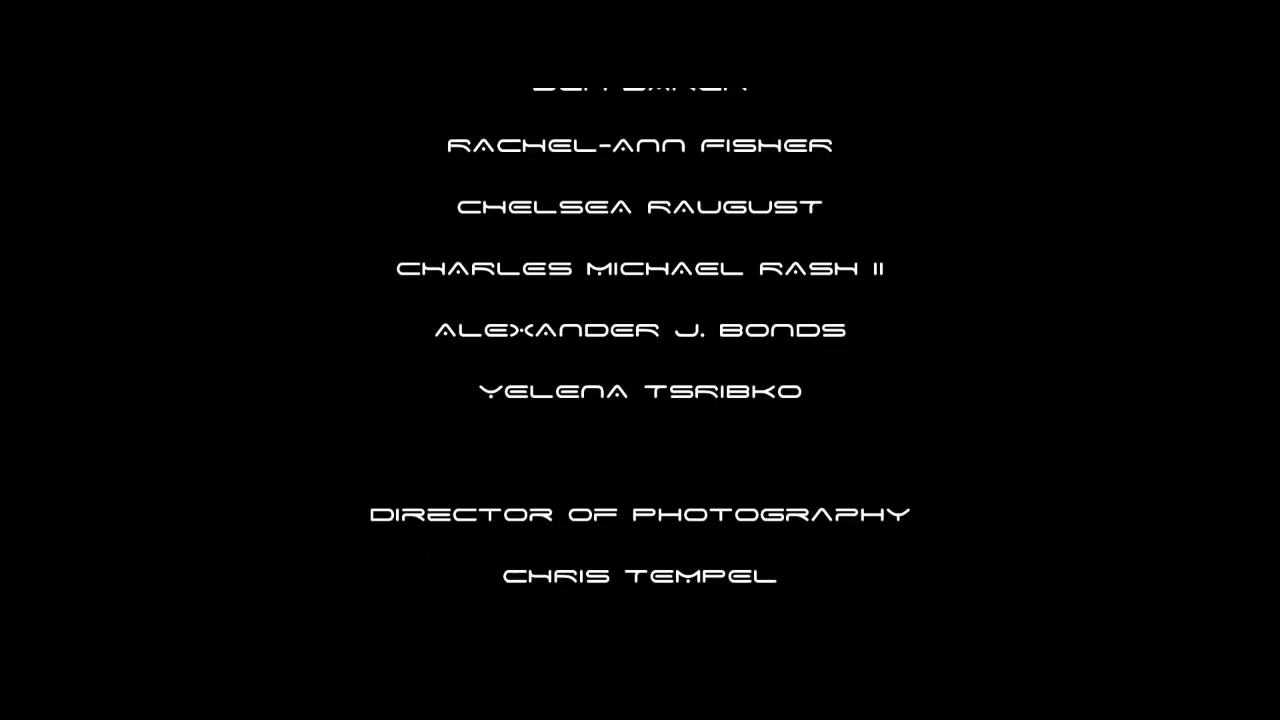 RACHEL-ANN FISHER
CHELSEA RAUGUST
CHARLES MICHAEL RASH II
ALEXANDER J. BONDS
YELENA TSRIBKO
DIRECTOR OF PHOTOGRAPHY
CHRIS TEMPEL